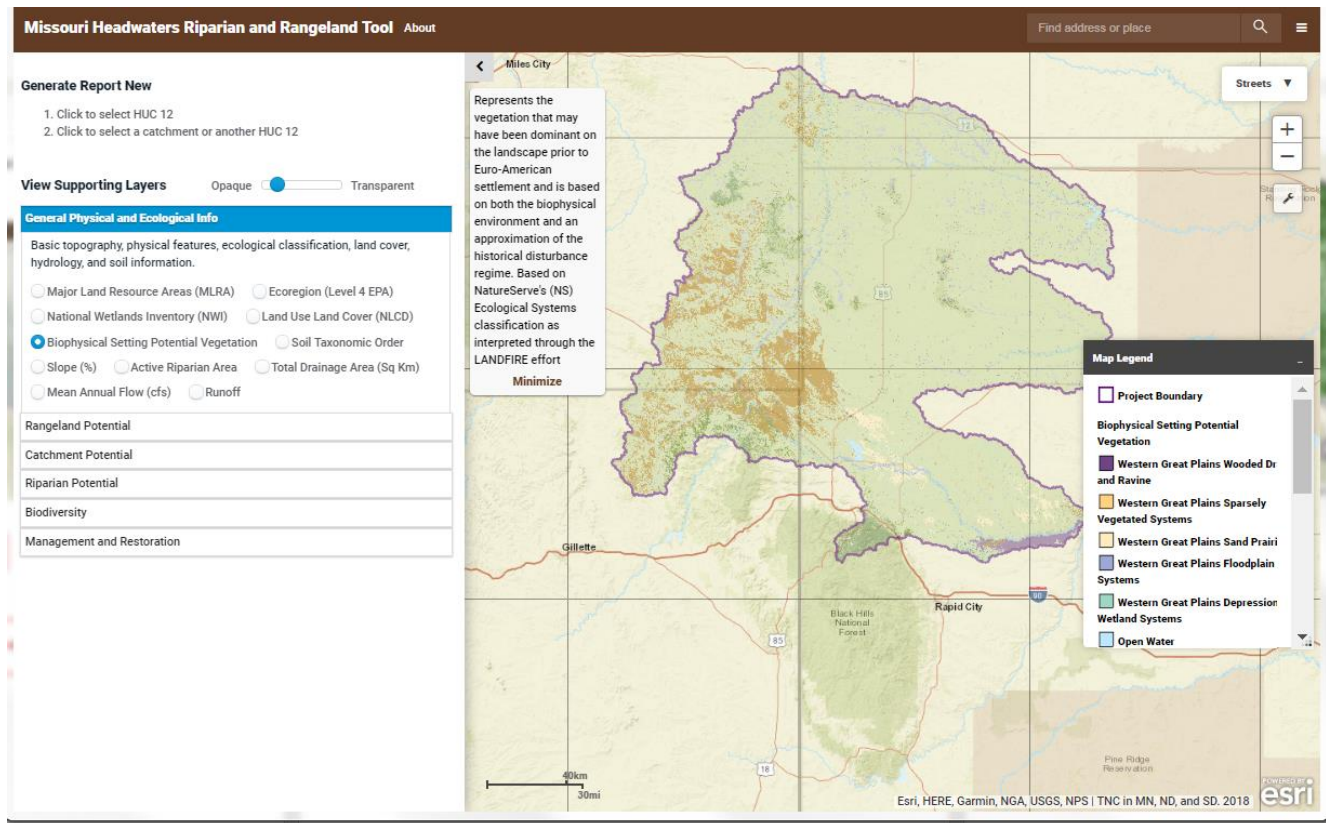 Missouri Headwaters Riparian and Rangeland Tool About
Find address or place
Generate Report New
1. Click to select HUC 12
2. Click to select a catchment or another HUC 12
View Supporting Layers Opaque Transparent
General Physical and Ecological Info
Basic topography, physical features, ecological classification, land cover,
hydrology, and soil information.
Major Land Resource Areas (MLRA) Ecoregion (Level 4 EPA)
National Wetlands Inventory (NWI) Land Use Land Cover (NLCD)
Biophysical Setting Potential Vegetation Soil Taxonomic Order
Slope (%) Active Riparian Area Total Drainage Area (Sq Km)
Mean Annual Flow (cfs) Runoff
Rangeland Potential
Catchment Potential
Riparian Potential
Biodiversity
Management and Restoration
Miles City
Represents the
vegetation that may
have been dominant on
the landscape prior to
Euro-American
settlement and is based
on both the biophysical
environment and an
approximation of the
historical disturbance
regime. Based on
NatureServe's (NS)
Ecological Systems
classification as
interpreted through the
LANDFIRE effort
Minimize
Streets
+
−
12
85
Map Legend
Project Boundary
Biophysical Setting Potential
Vegetation
Western Great Plains Wooded Dr
and Ravine
Western Great Plains Sparsely
Vegetated Systems
Western Great Plains Sand Prairi
Western Great Plains Floodplain
Systems
Western Great Plains Depression
Wetland Systems
Open Water
Gillette
90
Rapid City
Black Hills
National
Forest
85
18
Pine Ridge
Reservation
40km
30mi
Esri, HERE, Garmin, NGA, USGS, NPS | TNC in MN, ND, and SD. 2018
POWERED BY
esri